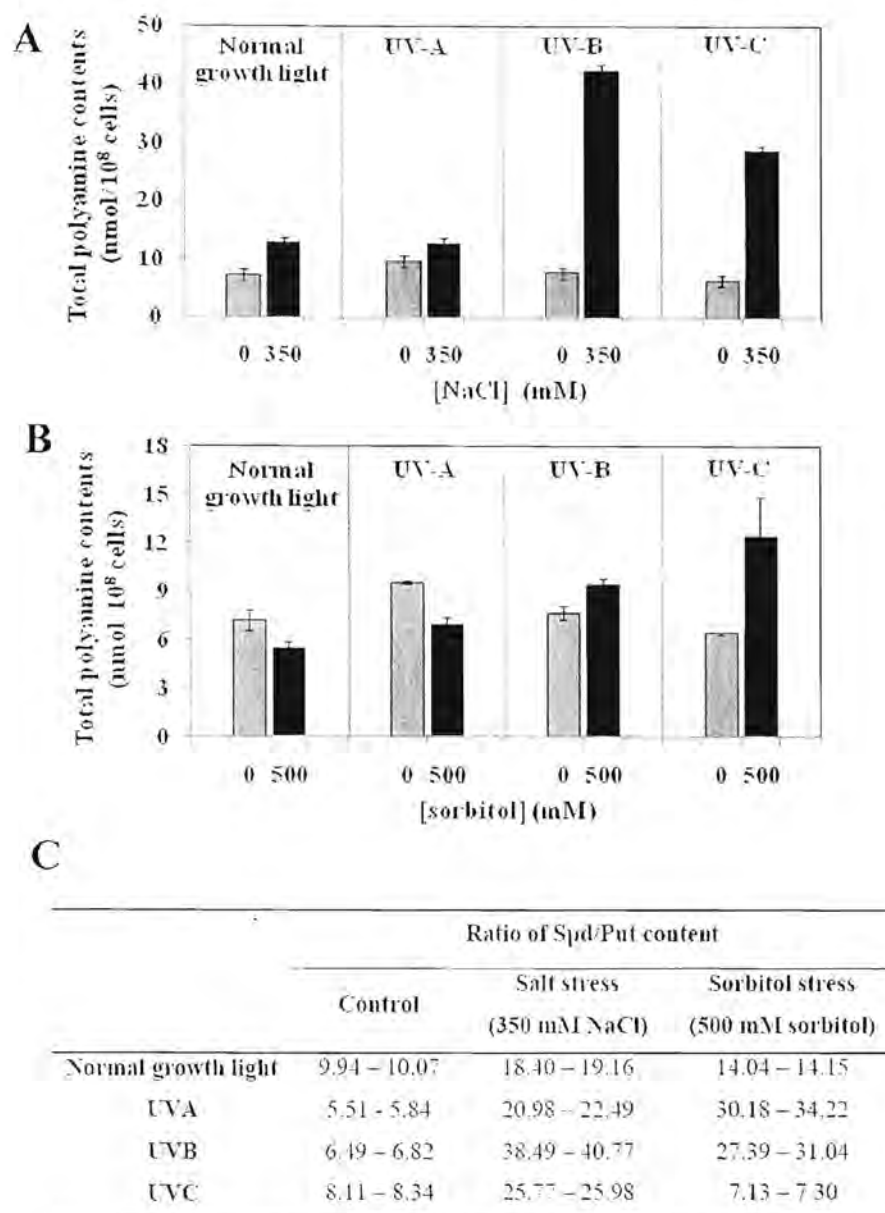 A
Total polyamine contents
(nmol/10⁸ cells)
50
40
30
20
10
0
Normal
growth light
UV-A
UV-B
UV-C
0 350
0 350
0 350
0 350
[NaCl] (mM)
B
Total polyamine contents
(nmol 10⁸ cells)
18
15
12
9
6
3
0
Normal
growth light
UV-A
UV-B
UV-C
0 500
0 500
0 500
0 500
[sorbitol] (mM)
C
Ratio of Spd/Put content
Control
Salt stress
(350 mM NaCl)
Sorbitol stress
(500 mM sorbitol)
Normal growth light 9.94 – 10.07 18.40 – 19.16 14.04 – 14.15
UVA 5.51 - 5.84 20.98 – 22.49 30.18 – 34.22
UVB 6.49 – 6.82 38.49 – 40.77 27.39 – 31.04
UVC 8.11 – 8.34 25.77 – 25.98 7.13 – 7.30